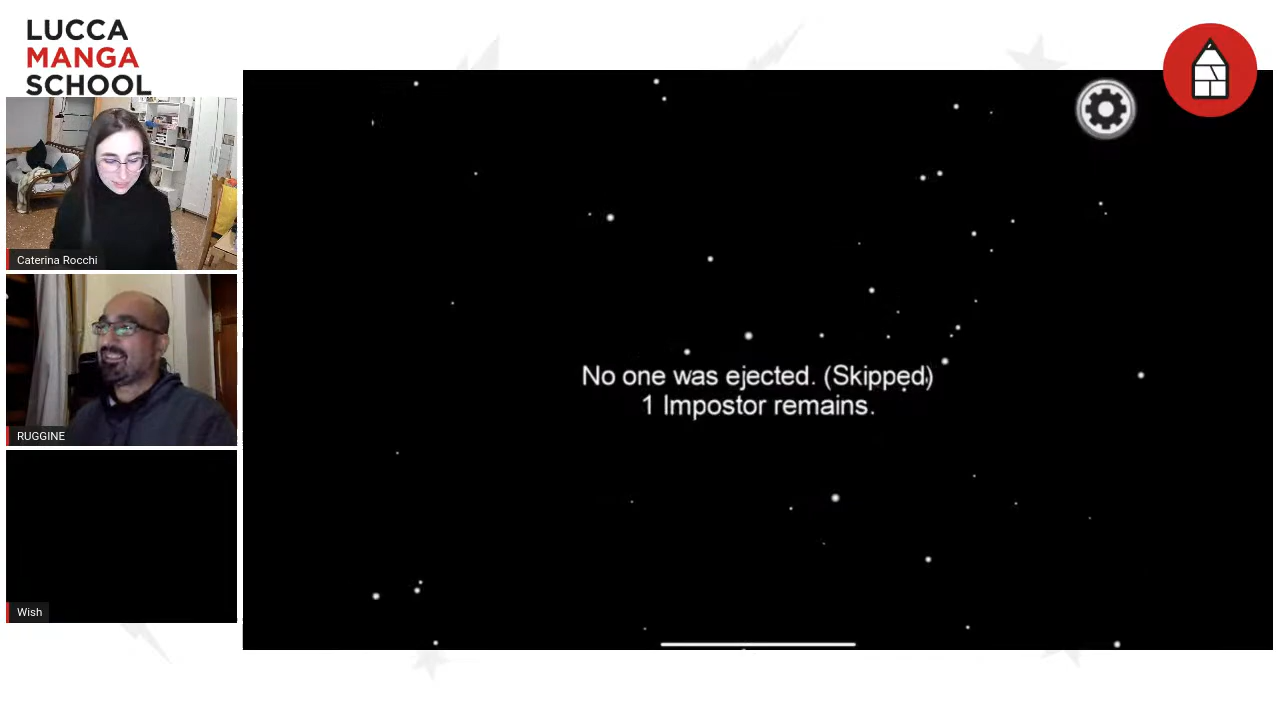 LUCCA
MANGA
SCHOOL
Caterina Rocchi
RUGGINE
Wish
No one was ejected. (Skipped)
1 Impostor remains.